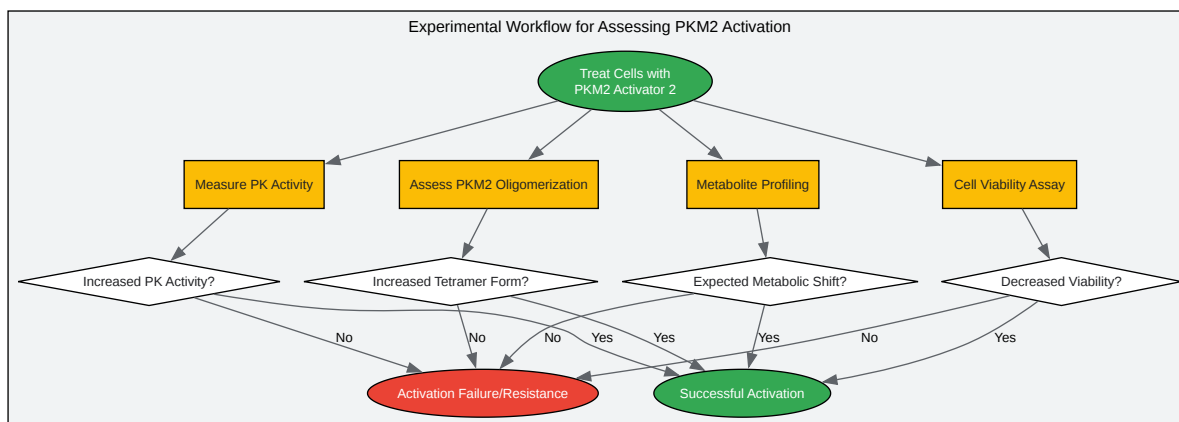 Experimental Workflow for Assessing PKM2 Activation
Treat Cells with
PKM2 Activator 2
Measure PK Activity
Assess PKM2 Oligomerization
Metabolite Profiling
Cell Viability Assay
Increased PK Activity?
Increased Tetramer Form?
Expected Metabolic Shift?
Decreased Viability?
No
Yes
No
Yes
No
Yes
No
Yes
Activation Failure/Resistance
Successful Activation